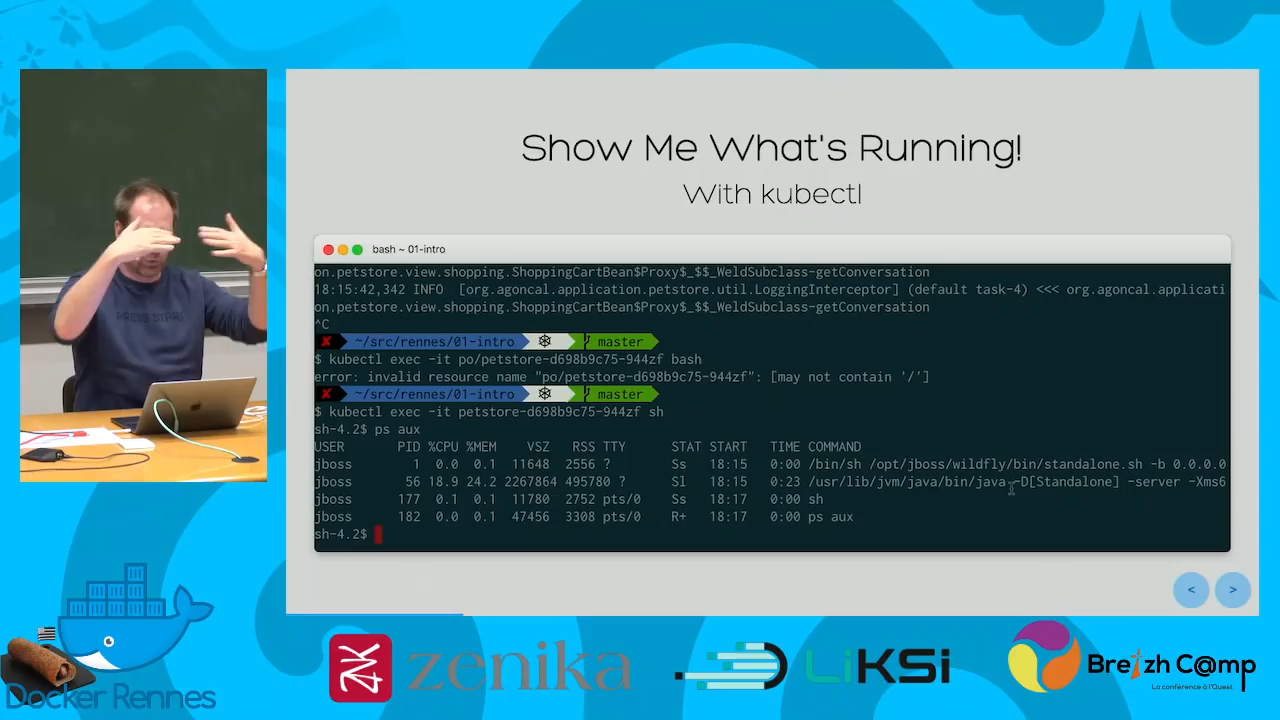 Show Me What's Running!
With kubectl
bash ~ 01-intro
on.petstore.view.shopping.ShoppingCartBean$Proxy$_$$_WeldSubclass-getConversation
18:15:42,342 INFO  [org.agoncal.application.petstore.util.LoggingInterceptor] (default task-4) <<< org.agoncal.applicati
on.petstore.view.shopping.ShoppingCartBean$Proxy$_$$_WeldSubclass-getConversation
^C
✘ ~/src/rennes/01-intro master
$ kubectl exec -it po/petstore-d698b9c75-944zf bash
error: invalid resource name "po/petstore-d698b9c75-944zf": [may not contain '/']
✘ ~/src/rennes/01-intro master
$ kubectl exec -it petstore-d698b9c75-944zf sh
sh-4.2$ ps aux
USER PID %CPU %MEM VSZ RSS TTY STAT START TIME COMMAND
jboss 1 0.0 0.1 11648 2556 ? Ss 18:15 0:00 /bin/sh /opt/jboss/wildfly/bin/standalone.sh -b 0.0.0.0
jboss 56 18.9 24.2 2267864 495780 ? Sl 18:15 0:23 /usr/lib/jvm/java/bin/java -D[Standalone] -server -Xms6
jboss 177 0.1 0.1 11780 2752 pts/0 Ss 18:17 0:00 sh
jboss 182 0.0 0.1 47456 3308 pts/0 R+ 18:17 0:00 ps aux
sh-4.2$
< >
PRESS START
Docker Rennes
zenika
LiKSi
Breizh C@mp
La conférence à l'Ouest